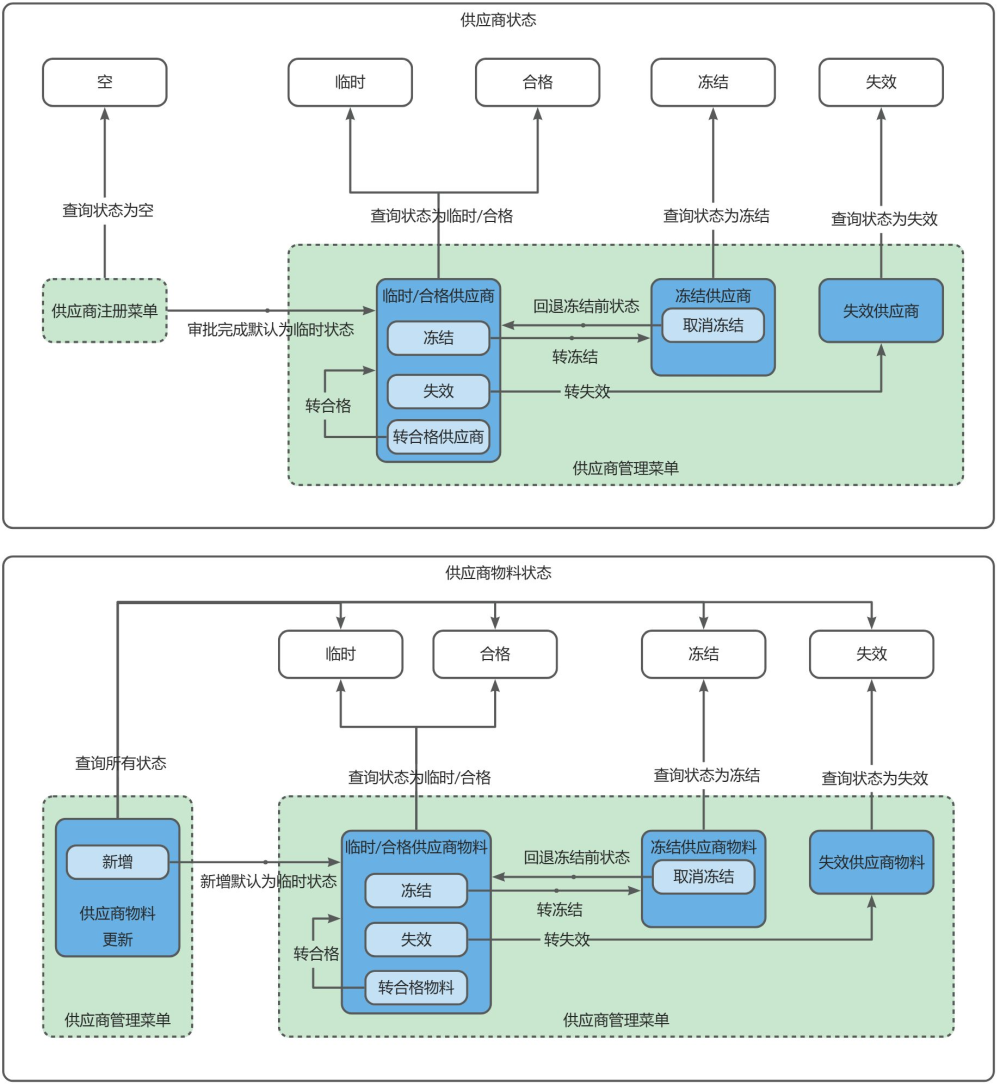 供应商状态
空
临时
合格
冻结
失效
查询状态为空
查询状态为临时/合格
查询状态为冻结
查询状态为失效
供应商注册菜单
审批完成默认为临时状态
临时/合格供应商
冻结
失效
转合格供应商
转合格
回退冻结前状态
转冻结
转失效
冻结供应商
取消冻结
失效供应商
供应商管理菜单
供应商物料状态
临时
合格
冻结
失效
查询所有状态
查询状态为临时/合格
查询状态为冻结
查询状态为失效
新增
供应商物料
更新
供应商管理菜单
新增默认为临时状态
临时/合格供应商物料
冻结
失效
转合格物料
转合格
回退冻结前状态
转冻结
转失效
冻结供应商物料
取消冻结
失效供应商物料
供应商管理菜单